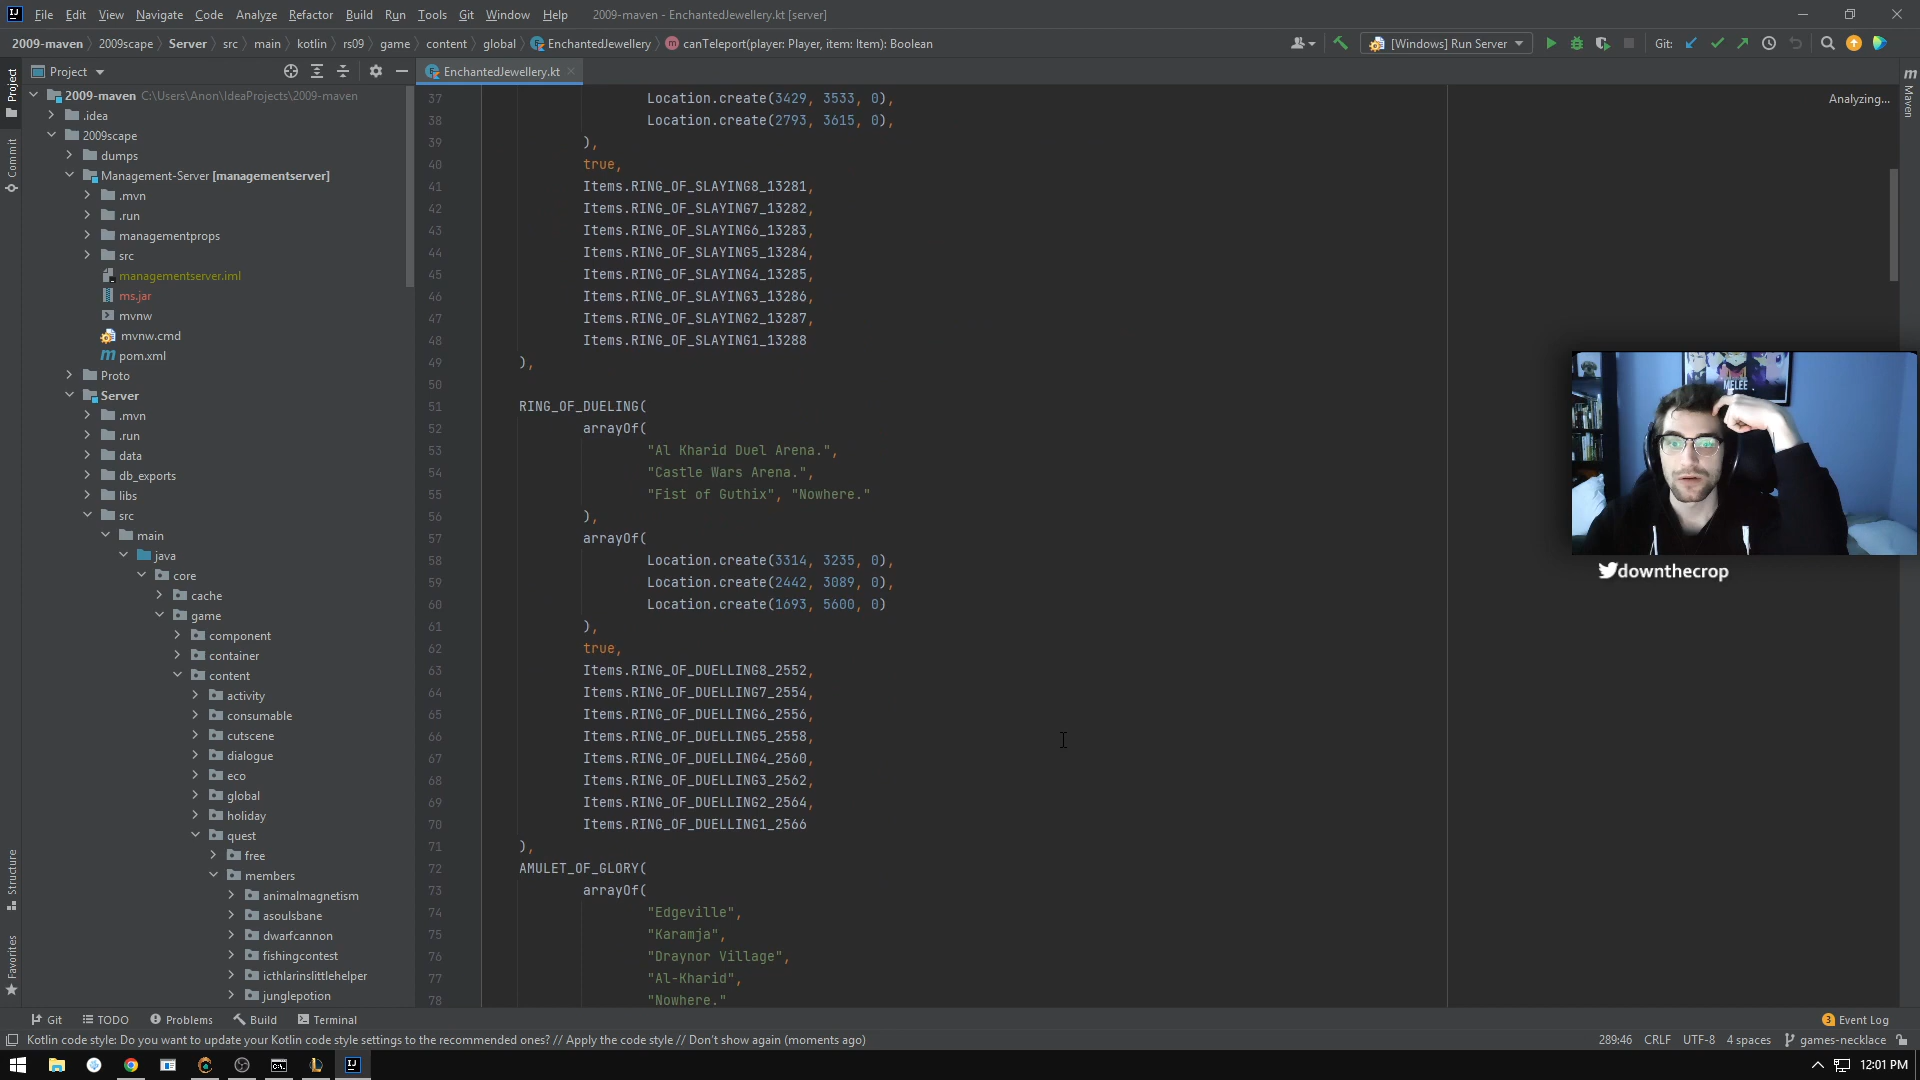 File Edit View Navigate Code Analyze Refactor Build Run Tools Git Window Help 2009-maven - EnchantedJewellery.kt [server]
2009-maven 2009scape Server src main kotlin rs09 game content global EnchantedJewellery canTeleport(player: Player, item: Item): Boolean [Windows] Run Server Git:
Project EnchantedJewellery.kt
2009-maven C:\Users\Anon\IdeaProjects\2009-maven
.idea
2009scape
dumps
Management-Server [managementserver]
.mvn
.run
managementprops
src
managementserver.iml
ms.jar
mvnw
mvnw.cmd
pom.xml
Proto
Server
.mvn
.run
data
db_exports
libs
src
main
java
core
cache
game
component
container
content
activity
consumable
cutscene
dialogue
eco
global
holiday
quest
free
members
animalmagnetism
asoulsbane
dwarfcannon
fishingcontest
icthlarinslittlehelper
junglepotion
Project
Commit
Structure
Favorites
37 Location.create(3429, 3533, 0),
38 Location.create(2793, 3615, 0),
39 ),
40 true,
41 Items.RING_OF_SLAYING8_13281,
42 Items.RING_OF_SLAYING7_13282,
43 Items.RING_OF_SLAYING6_13283,
44 Items.RING_OF_SLAYING5_13284,
45 Items.RING_OF_SLAYING4_13285,
46 Items.RING_OF_SLAYING3_13286,
47 Items.RING_OF_SLAYING2_13287,
48 Items.RING_OF_SLAYING1_13288
49 ),
50
51 RING_OF_DUELING(
52 arrayOf(
53 "Al Kharid Duel Arena.",
54 "Castle Wars Arena.",
55 "Fist of Guthix", "Nowhere."
56 ),
57 arrayOf(
58 Location.create(3314, 3235, 0),
59 Location.create(2442, 3089, 0),
60 Location.create(1693, 5600, 0)
61 ),
62 true,
63 Items.RING_OF_DUELLING8_2552,
64 Items.RING_OF_DUELLING7_2554,
65 Items.RING_OF_DUELLING6_2556,
66 Items.RING_OF_DUELLING5_2558,
67 Items.RING_OF_DUELLING4_2560,
68 Items.RING_OF_DUELLING3_2562,
69 Items.RING_OF_DUELLING2_2564,
70 Items.RING_OF_DUELLING1_2566
71 ),
72 AMULET_OF_GLORY(
73 arrayOf(
74 "Edgeville",
75 "Karamja",
76 "Draynor Village",
77 "Al-Kharid",
78 "Nowhere."
Analyzing...
m Maven
MELEE
downthecrop
Git TODO Problems Build Terminal 3 Event Log
Kotlin code style: Do you want to update your Kotlin code style settings to the recommended ones? // Apply the code style // Don't show again (moments ago) 289:46 CRLF UTF-8 4 spaces games-necklace
12:01 PM